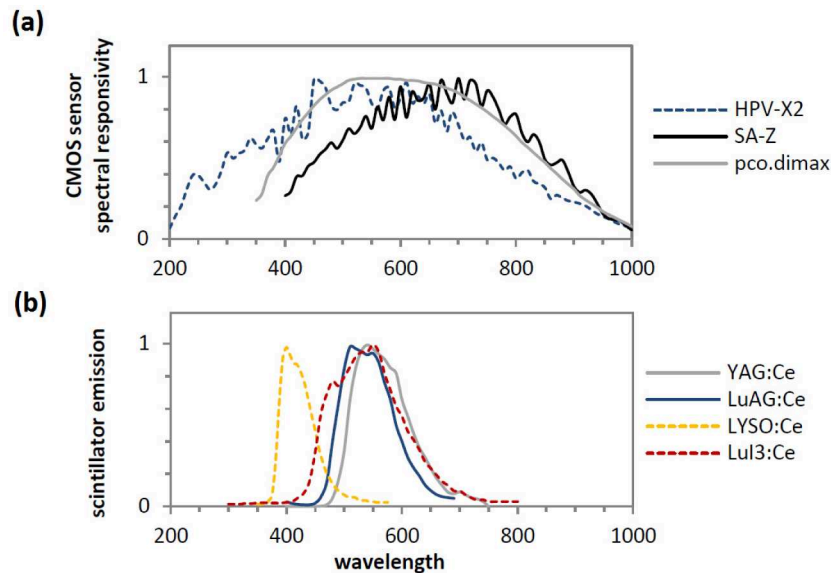 (a)
CMOS sensor
spectral responsivity
1
0
200 400 600 800 1000
HPV-X2
SA-Z
pco.dimax
(b)
scintillator emission
1
0
200 400 600 800 1000
wavelength
YAG:Ce
LuAG:Ce
LYSO:Ce
LuI3:Ce